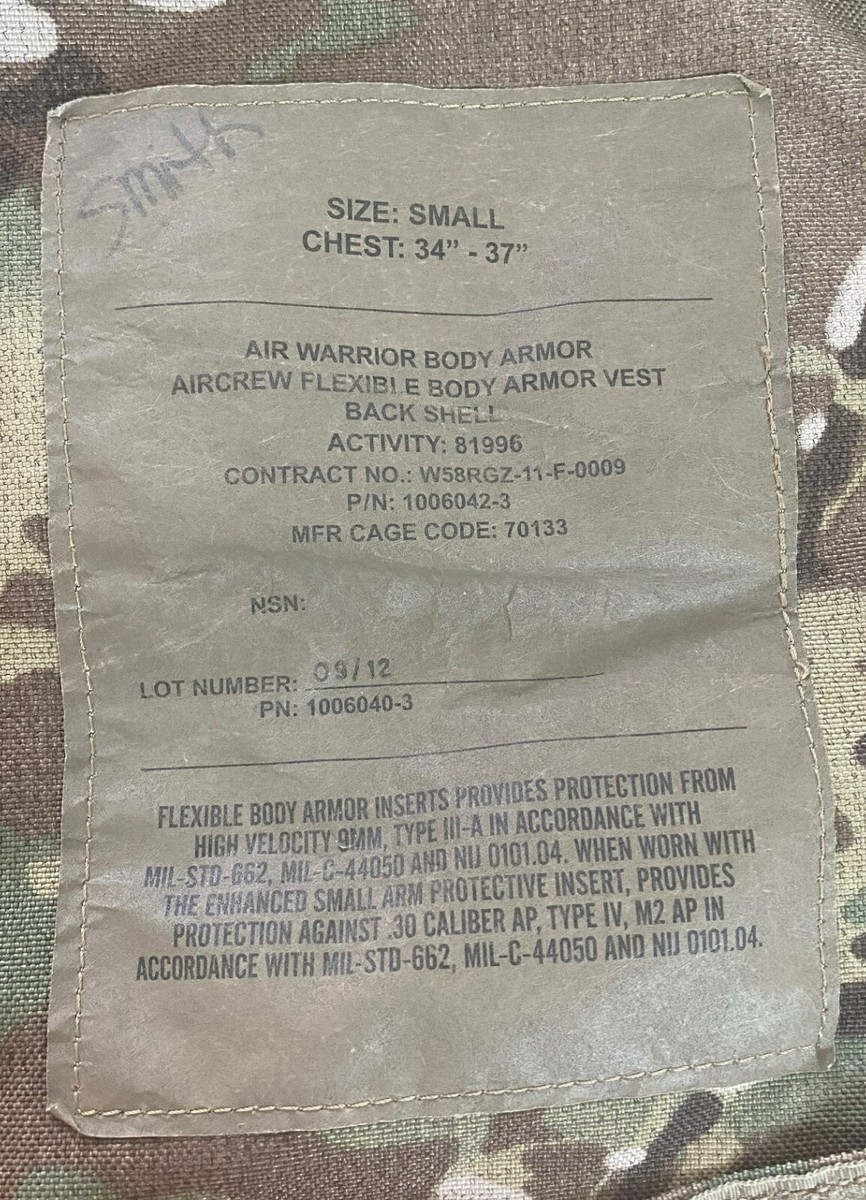 Smith
SIZE: SMALL
CHEST: 34” - 37”
AIR WARRIOR BODY ARMOR
AIRCREW FLEXIBLE BODY ARMOR VEST
BACK SHELL
ACTIVITY: 81996
CONTRACT NO.: W58RGZ-11-F-0009
P/N: 1006042-3
MFR CAGE CODE: 70133
NSN:
LOT NUMBER: 09/12
PN: 1006040-3
FLEXIBLE BODY ARMOR INSERTS PROVIDES PROTECTION FROM
HIGH VELOCITY 9MM, TYPE III-A IN ACCORDANCE WITH
MIL-STD-662, MIL-C-44050 AND NIJ 0101.04. WHEN WORN WITH
THE ENHANCED SMALL ARM PROTECTIVE INSERT, PROVIDES
PROTECTION AGAINST .30 CALIBER AP, TYPE IV, M2 AP IN
ACCORDANCE WITH MIL-STD-662, MIL-C-44050 AND NIJ 0101.04.